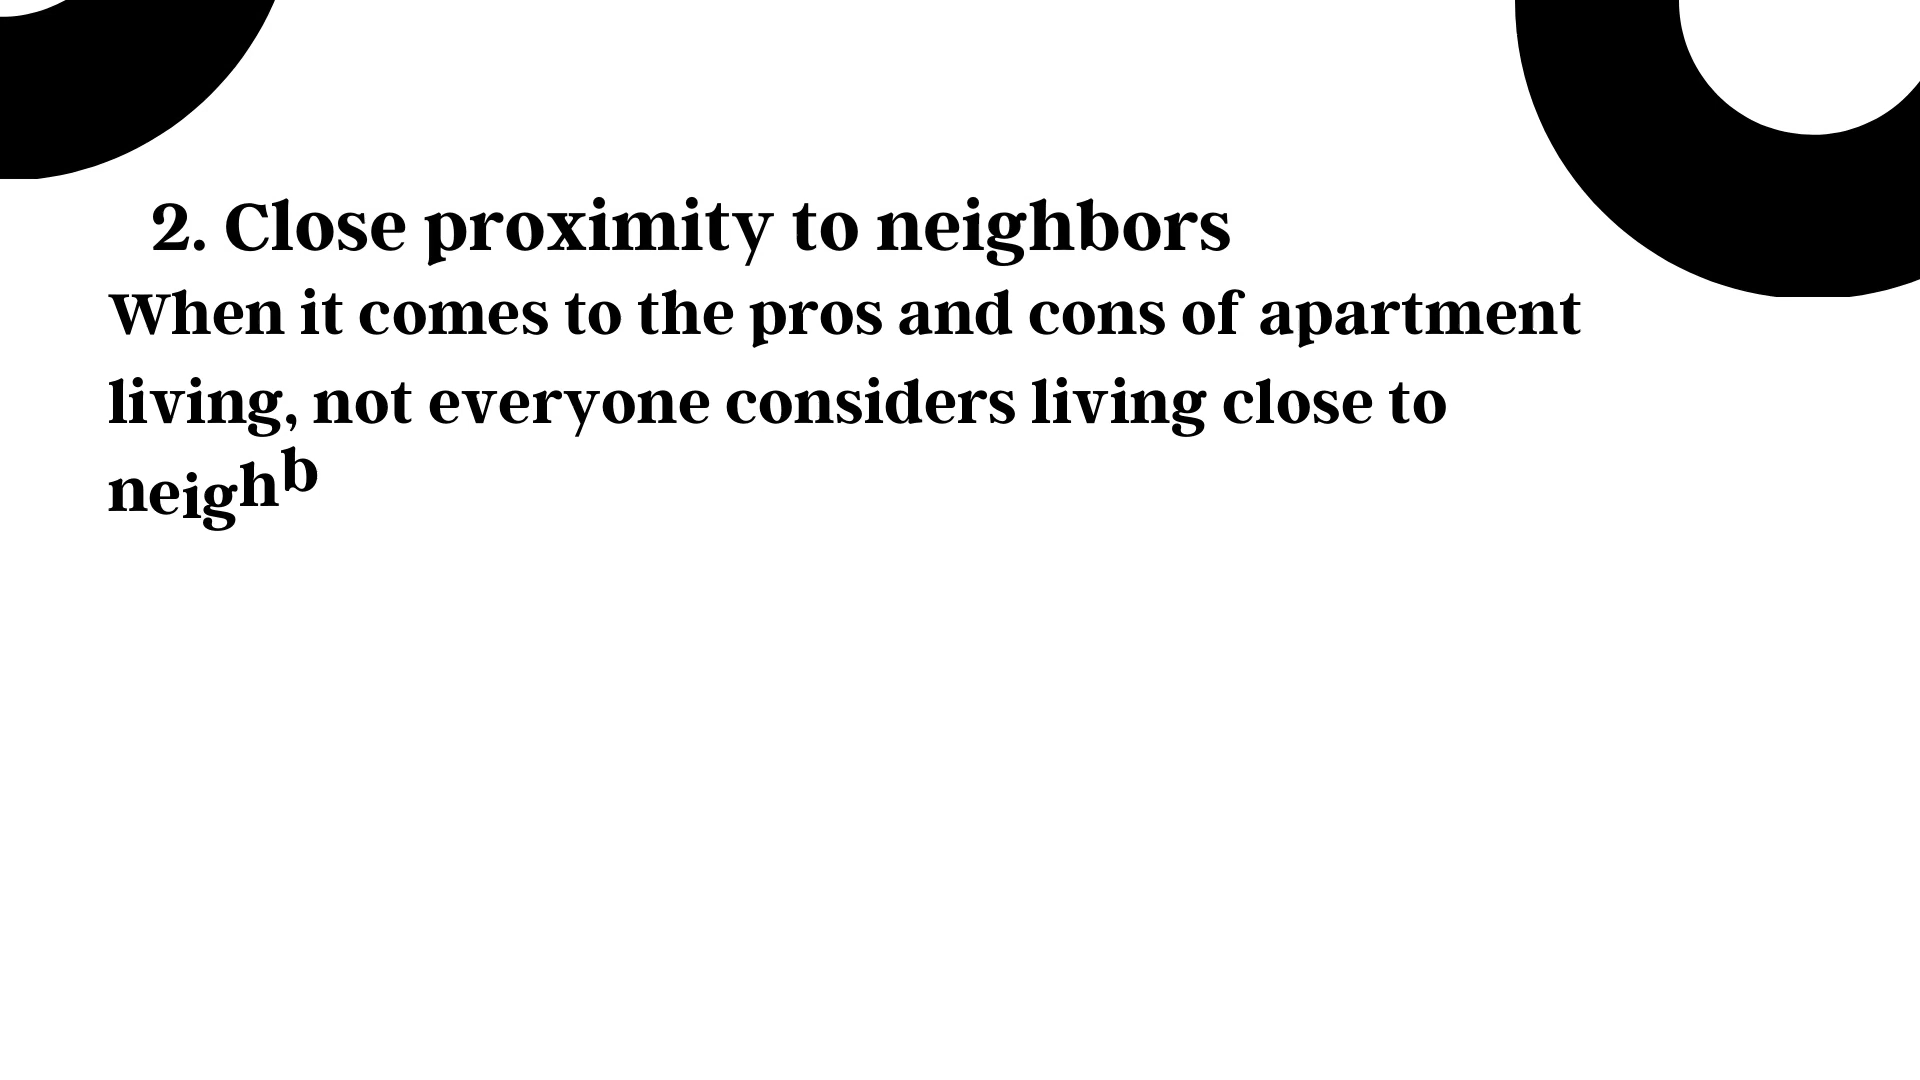 2. Close proximity to neighbors
When it comes to the pros and cons of apartment
living, not everyone considers living close to
neighb